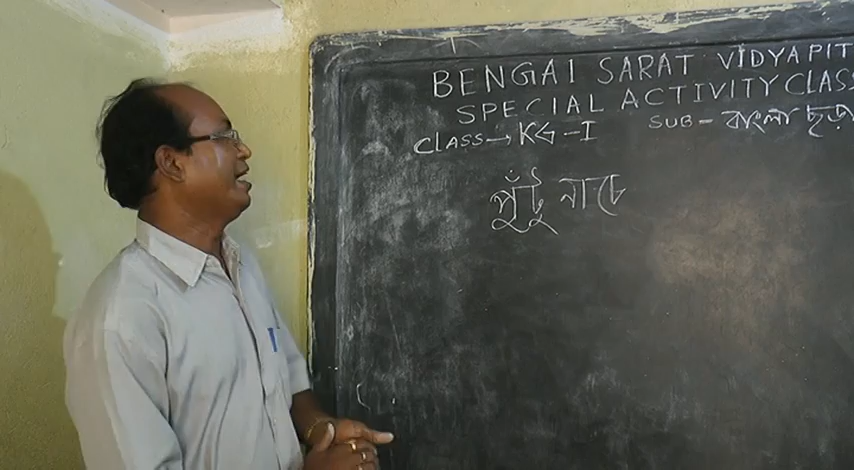 BENGAI SARAT VIDYAPIT
SPECIAL ACTIVITY CLASS
CLASS→ KG-I SUB - বাংলা ছড়া
পুঁটু নাচে